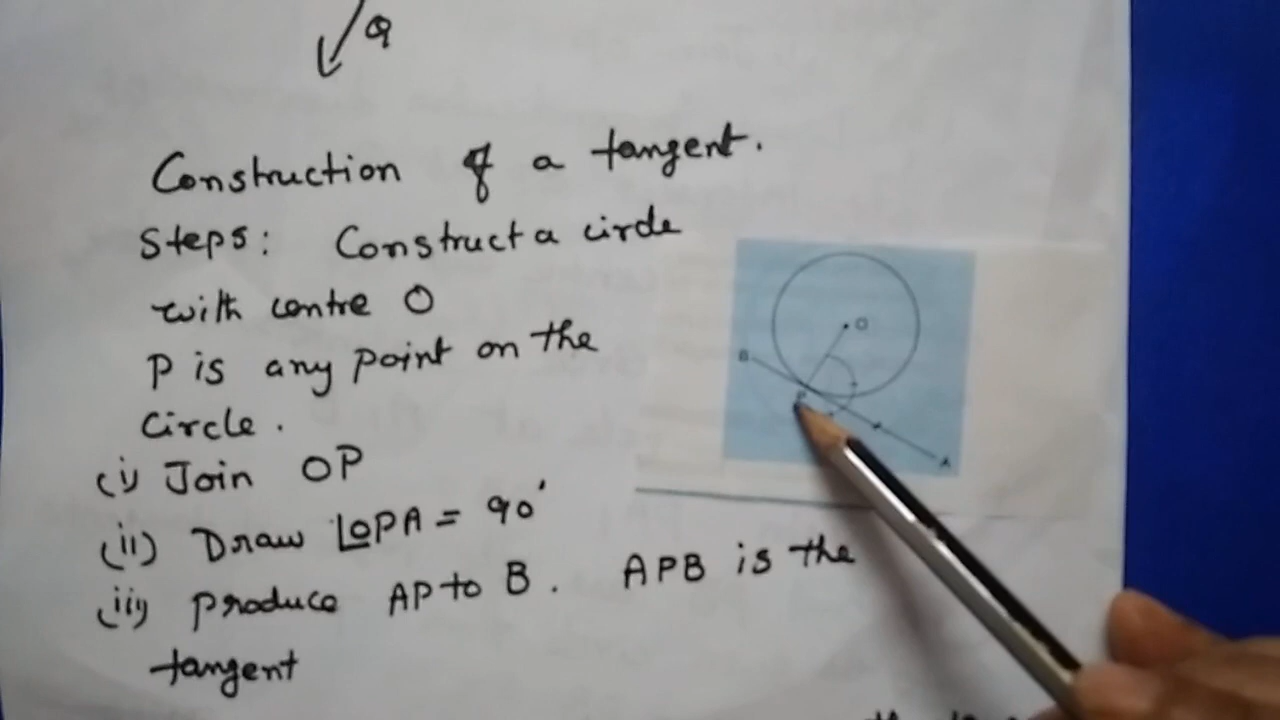 Q
Construction of a tangent.
Steps: Construct a circle
with centre O
P is any point on the
circle.
(i) Join OP
(ii) Draw ∠OPA = 90°
(iii) produce AP to B. APB is the
tangent
O
B
P
A